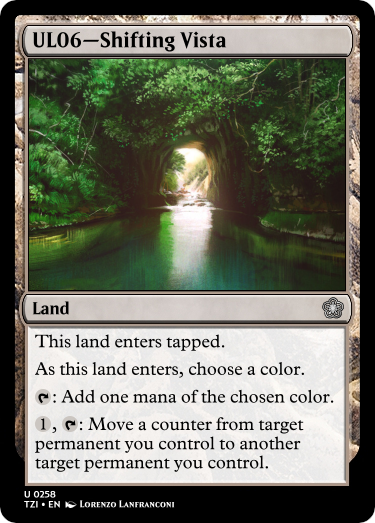 UL06—Shifting Vista
Land
This land enters tapped.
As this land enters, choose a color.
: Add one mana of the chosen color.
1, : Move a counter from target
permanent you control to another
target permanent you control.
U 0258
TZI • EN Lorenzo Lanfranconi